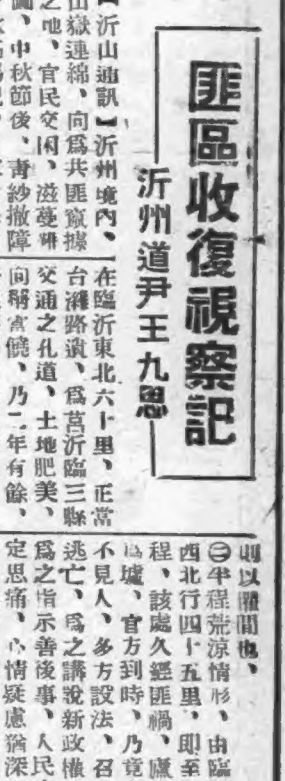 匪區收復視察記
沂州道尹王九思
【沂山通訊】沂州境內、
山嶽連綿、向爲共匪竄據
之地、官民交困、滋蔓難
中秋節後、青紗撤障
在臨沂東北六十里、正當
台濰路濱、爲莒沂臨三縣
交通之孔道、土地肥美、
向稱富饒、乃二年有餘、
則以離間也、
㊁半程荒涼情形、由臨
西北行四十五里、即至
程、該處久經匪禍、廬
爲墟、官方到時、乃竟
不見人、多方設法、召
逃亡、爲之講說新政權
爲之指示善後事、人民
定思痛、心情疑慮猶深